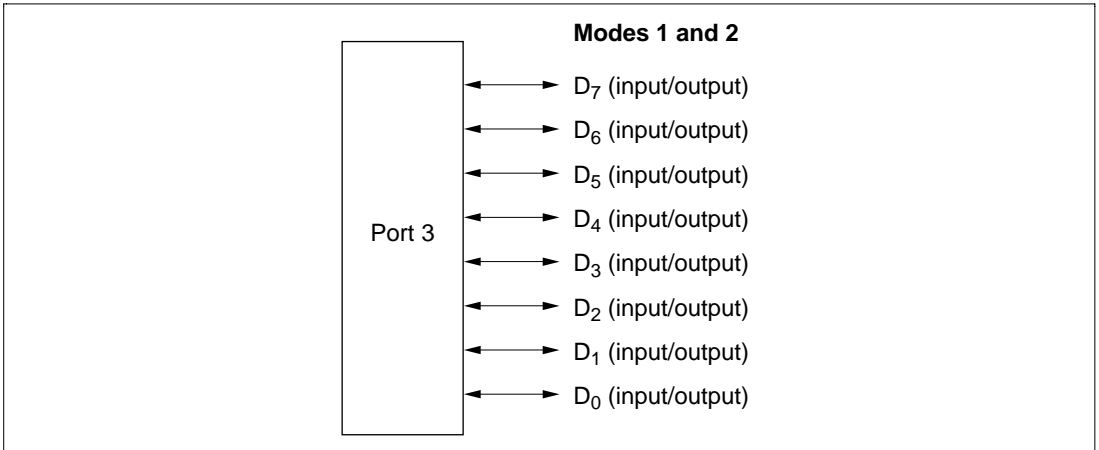 Modes 1 and 2
D7 (input/output)
D6 (input/output)
D5 (input/output)
D4 (input/output)
Port 3
D3 (input/output)
D2 (input/output)
D1 (input/output)
D0 (input/output)